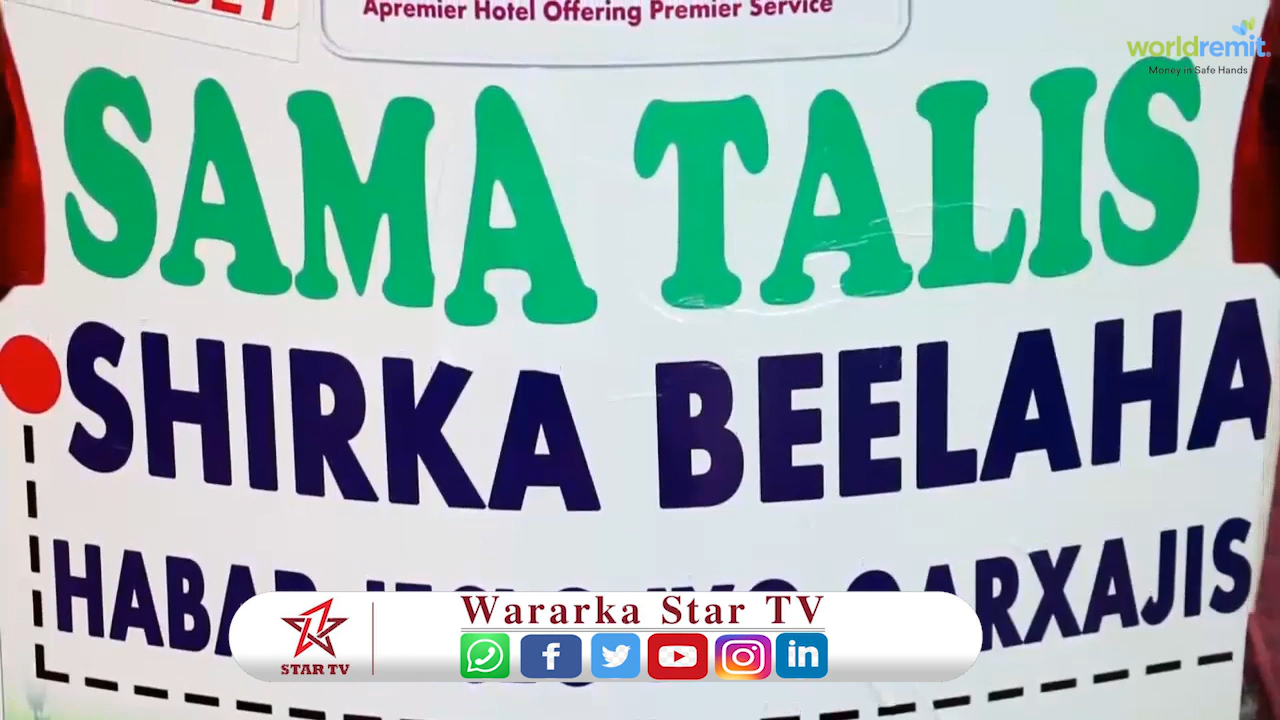 Apremier Hotel Offering Premier Service
worldremit.
Money in Safe Hands
SAMA TALIS
SHIRKA BEELAHA
GARXAJIS
Wararka Star TV
STAR TV